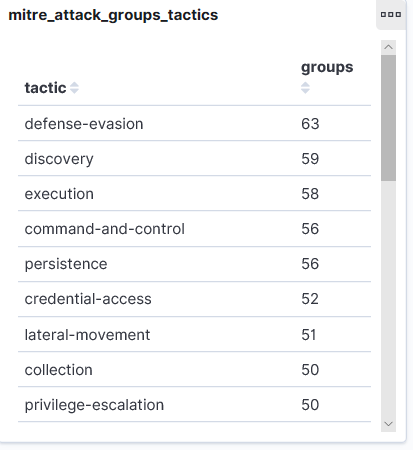 mitre_attack_groups_tactics
tactic groups
defense-evasion 63
discovery 59
execution 58
command-and-control 56
persistence 56
credential-access 52
lateral-movement 51
collection 50
privilege-escalation 50